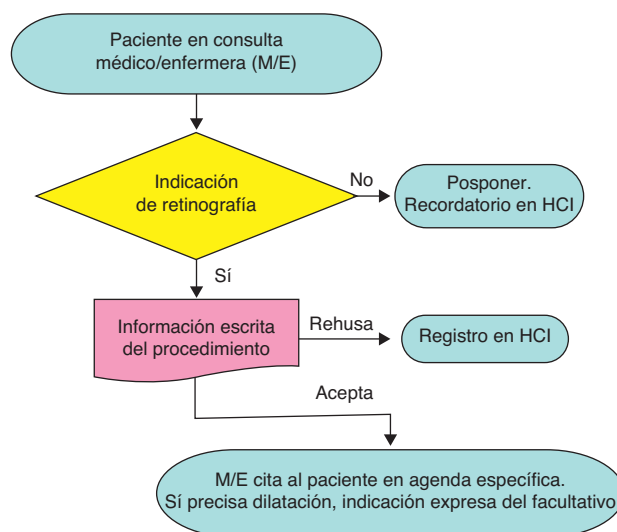 Paciente en consulta
médico/enfermera (M/E)
Indicación
de retinografía
No
Posponer.
Recordatorio en HCI
Sí
Información escrita
del procedimiento
Rehusa
Registro en HCI
Acepta
M/E cita al paciente en agenda específica.
Sí precisa dilatación, indicación expresa del facultativo